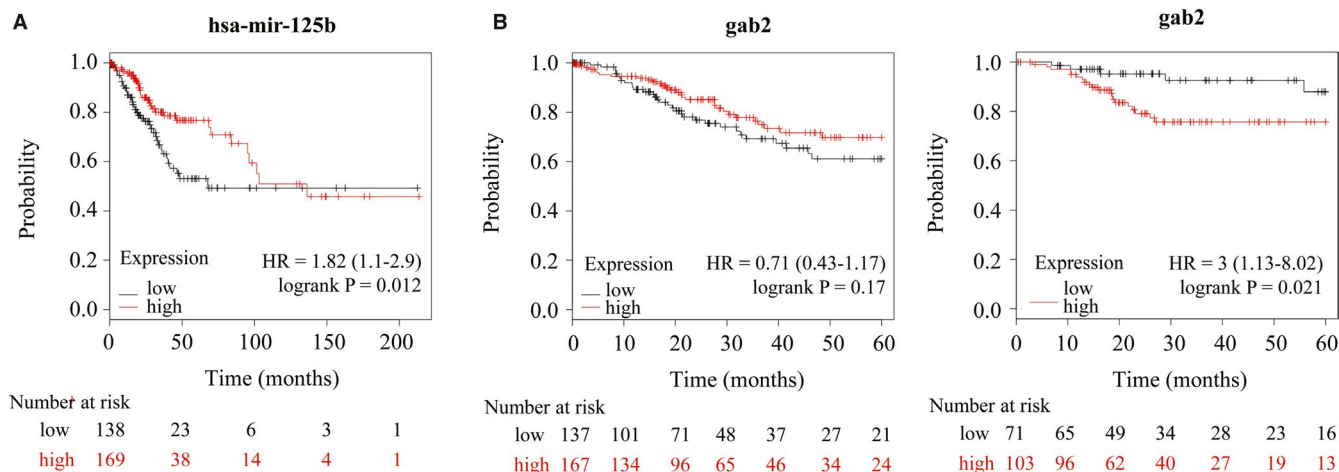 A
hsa-mir-125b
Probability
1.0
0.8
0.6
0.4
0.2
0.0
Expression
low
high
HR = 1.82 (1.1-2.9)
logrank P = 0.012
0 50 100 150 200
Time (months)
Number at risk
low 138 23 6 3 1
high 169 38 14 4 1
B
gab2
Probability
1.0
0.8
0.6
0.4
0.2
0.0
Expression
low
high
HR = 0.71 (0.43-1.17)
logrank P = 0.17
0 10 20 30 40 50 60
Time (months)
Number at risk
low 137 101 71 48 37 27 21
high 167 134 96 65 46 34 24
gab2
Probability
1.0
0.8
0.6
0.4
0.2
0.0
Expression
low
high
HR = 3 (1.13-8.02)
logrank P = 0.021
0 10 20 30 40 50 60
Time (months)
Number at risk
low 71 65 49 34 28 23 16
high 103 96 62 40 27 19 13